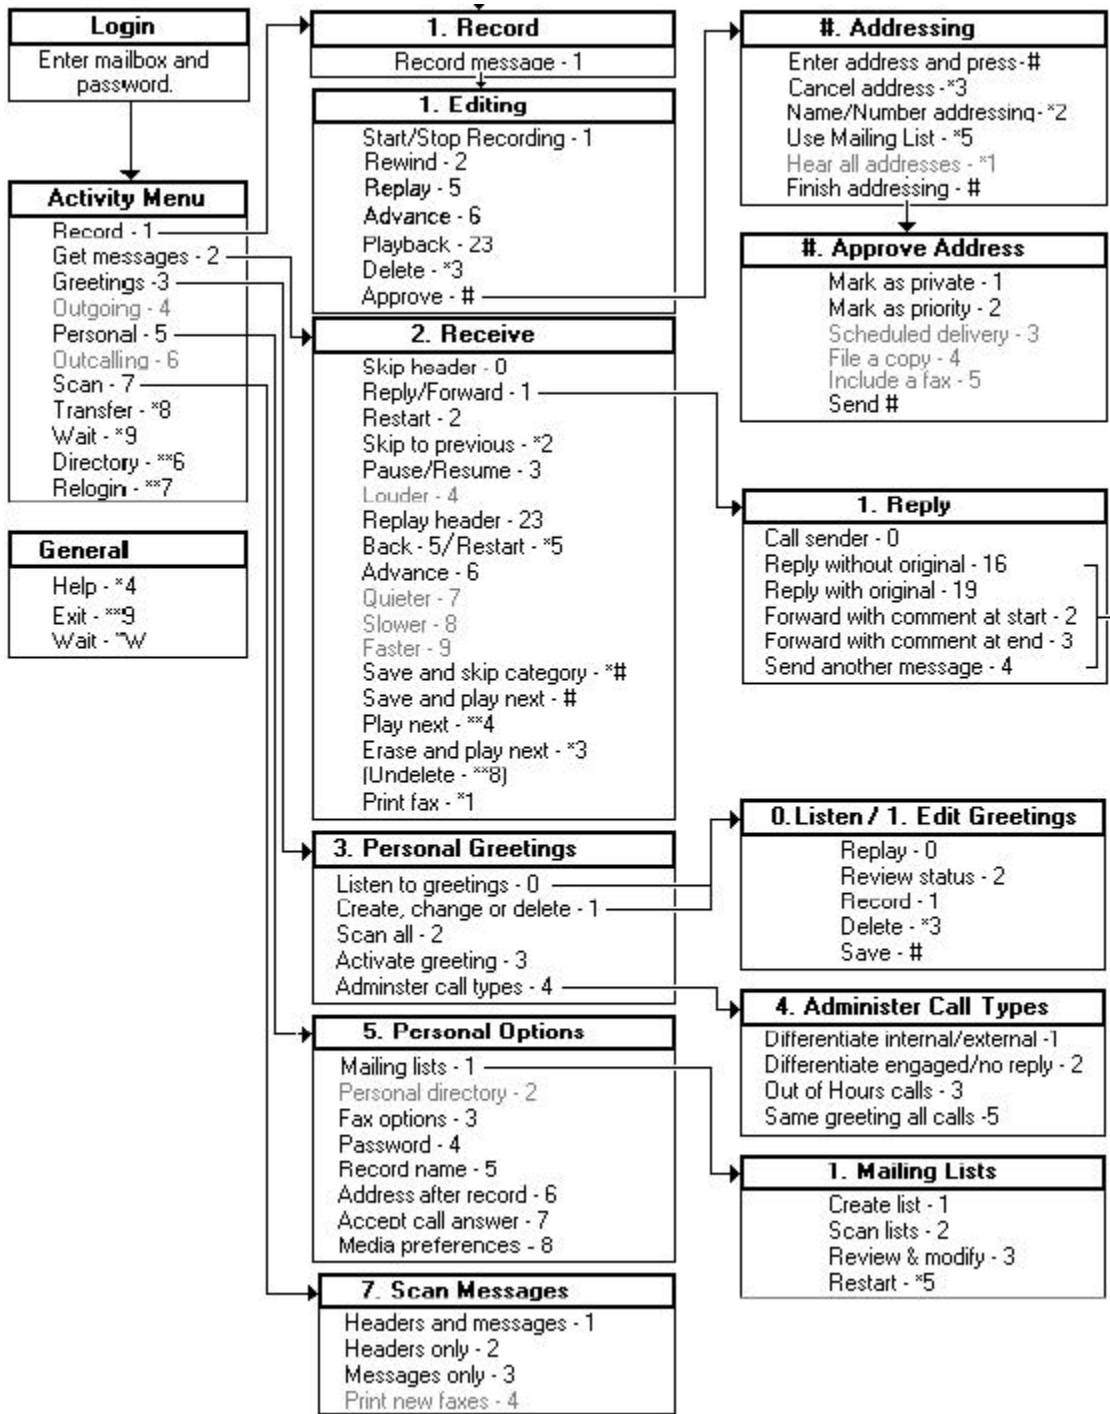 Login
Enter mailbox and
password.
Activity Menu
Record - 1
Get messages - 2
Greetings -3
Outgoing - 4
Personal - 5
Outcalling - 6
Scan - 7
Transfer - *8
Wait - *9
Directory - **6
Relogin - **7
General
Help - *4
Exit - **9
Wait - *W
1. Record
Record message - 1
1. Editing
Start/Stop Recording - 1
Rewind - 2
Replay - 5
Advance - 6
Playback - 23
Delete - *3
Approve - #
2. Receive
Skip header - 0
Reply/Forward - 1
Restart - 2
Skip to previous - *2
Pause/Resume - 3
Louder - 4
Replay header - 23
Back - 5/Restart - *5
Advance - 6
Quieter - 7
Slower - 8
Faster - 9
Save and skip category - *#
Save and play next - #
Play next - **4
Erase and play next - *3
(Undelete - **8)
Print fax - *1
3. Personal Greetings
Listen to greetings - 0
Create, change or delete - 1
Scan all - 2
Activate greeting - 3
Adminster call types - 4
5. Personal Options
Mailing lists - 1
Personal directory - 2
Fax options - 3
Password - 4
Record name - 5
Address after record - 6
Accept call answer - 7
Media preferences - 8
7. Scan Messages
Headers and messages - 1
Headers only - 2
Messages only - 3
Print new faxes - 4
#. Addressing
Enter address and press-#
Cancel address -*3
Name/Number addressing-*2
Use Mailing List - *5
Hear all addresses - *1
Finish addressing - #
#. Approve Address
Mark as private - 1
Mark as priority - 2
Scheduled delivery - 3
File a copy - 4
Include a fax - 5
Send #
1. Reply
Call sender - 0
Reply without original - 16
Reply with original - 19
Forward with comment at start - 2
Forward with comment at end - 3
Send another message - 4
0.Listen / 1. Edit Greetings
Replay - 0
Review status - 2
Record - 1
Delete - *3
Save - #
4. Administer Call Types
Differentiate internal/external -1
Differentiate engaged/no reply - 2
Out of Hours calls - 3
Same greeting all calls -5
1. Mailing Lists
Create list - 1
Scan lists - 2
Review & modify - 3
Restart - *5